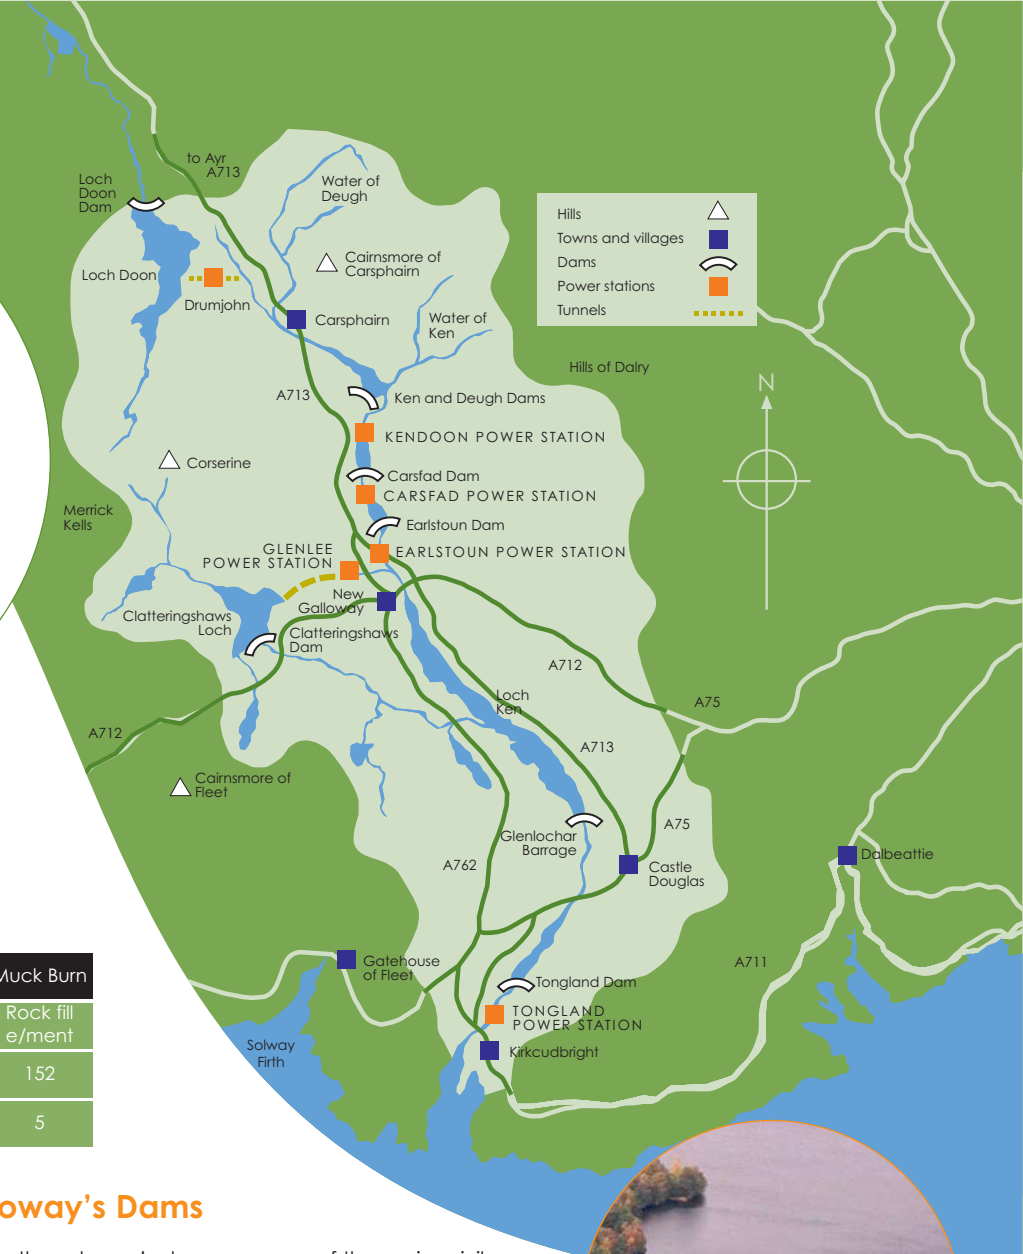 to Ayr
A713
Loch
Doon
Dam
Water of
Deugh
Hills
Towns and villages
Dams
Power stations
Tunnels
Cairnsmore of
Carsphairn
Loch Doon
Drumjohn
Carsphairn
Water of
Ken
Hills of Dalry
N
A713
Ken and Deugh Dams
KENDOON POWER STATION
Corserine
Carsfad Dam
CARSFAD POWER STATION
Merrick
Kells
Earlstoun Dam
GLENLEE
POWER STATION
EARLSTOUN POWER STATION
New
Galloway
Clatteringshaws
Loch
Clatteringshaws
Dam
A712
Loch
Ken
A75
A712
A713
Cairnsmore of
Fleet
A75
Glenlochar
Barrage
A762
Castle
Douglas
Dalbeattie
Gatehouse
of Fleet
A711
Tongland Dam
TONGLAND
POWER STATION
Solway
Firth
Kirkcudbright
Muck Burn
Rock fill
e/ment
152
5
oway's Dams